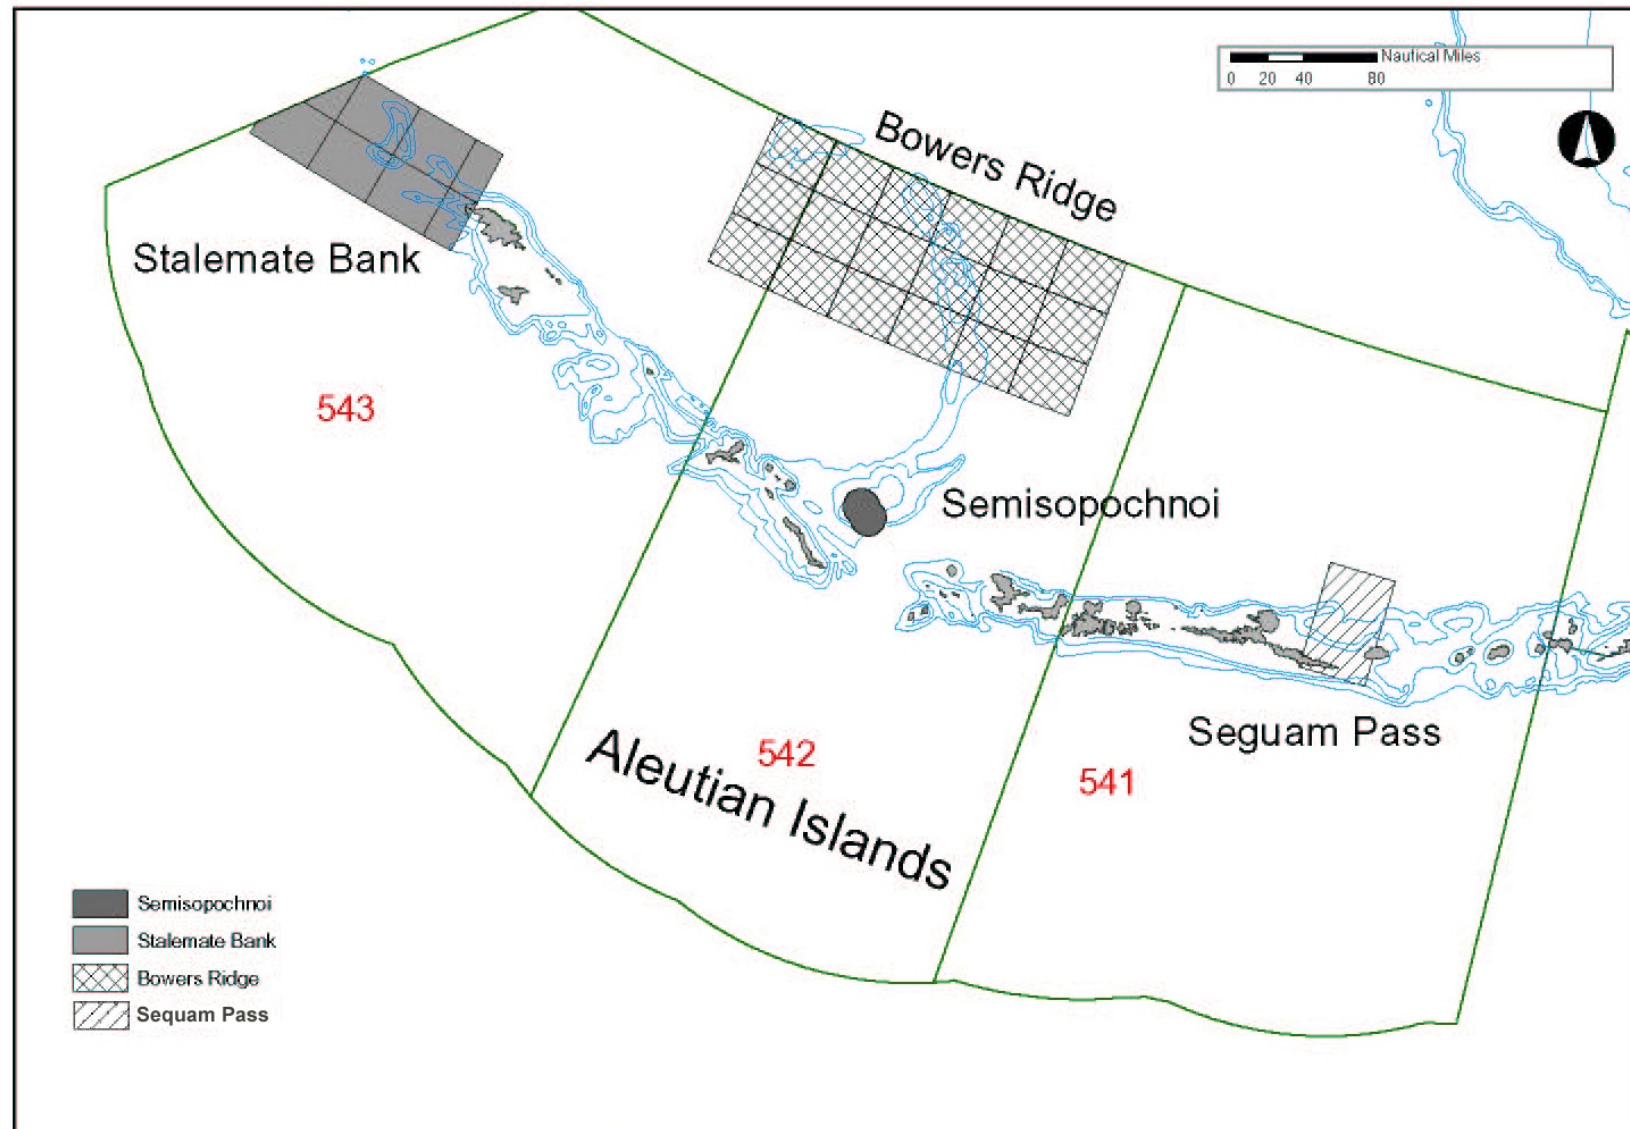 Nautical Miles
0 20 40 80
Bowers Ridge
Stalemate Bank
543
Semisopochnoi
Seguam Pass
542
541
Aleutian Islands
Semisopochnoi
Stalemate Bank
Bowers Ridge
Sequam Pass